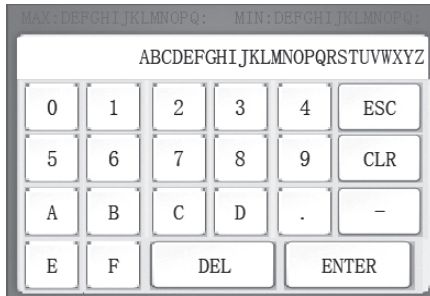 MAX:DEFGHIJKLMNOPQ: MIN:DEFGHIJKLMNOPQ:
ABCDEFGHIJKLMNOPQRSTUVWXYZ
0 1 2 3 4 ESC
5 6 7 8 9 CLR
A B C D . -
E F DEL ENTER